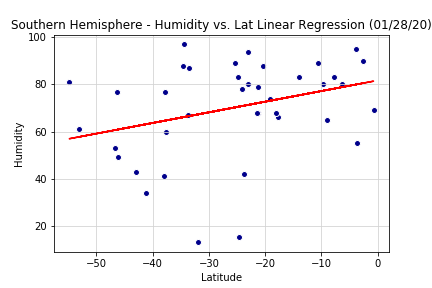 Southern Hemisphere - Humidity vs. Lat Linear Regression (01/28/20)
100
80
60
40
20
Humidity
−50 −40 −30 −20 −10 0
Latitude